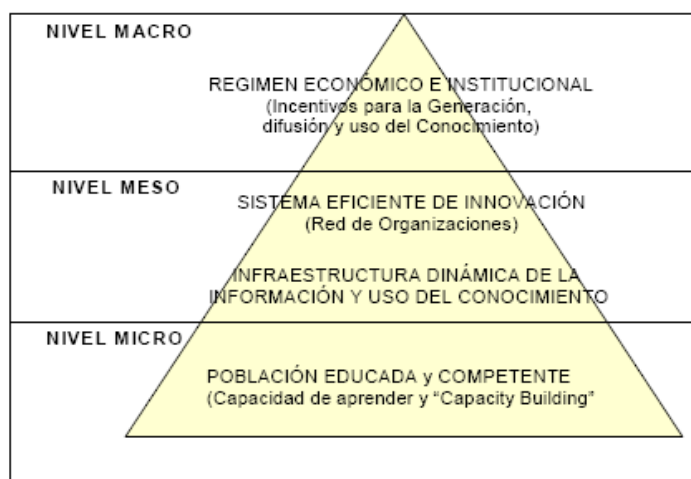 NIVEL MACRO
REGIMEN ECONÓMICO E INSTITUCIONAL
(Incentivos para la Generación,
difusión y uso del Conocimiento)
NIVEL MESO
SISTEMA EFICIENTE DE INNOVACIÓN
(Red de Organizaciones)
INFRAESTRUCTURA DINÁMICA DE LA
INFORMACIÓN Y USO DEL CONOCIMIENTO
NIVEL MICRO
POBLACIÓN EDUCADA y COMPETENTE
(Capacidad de aprender y “Capacity Building”